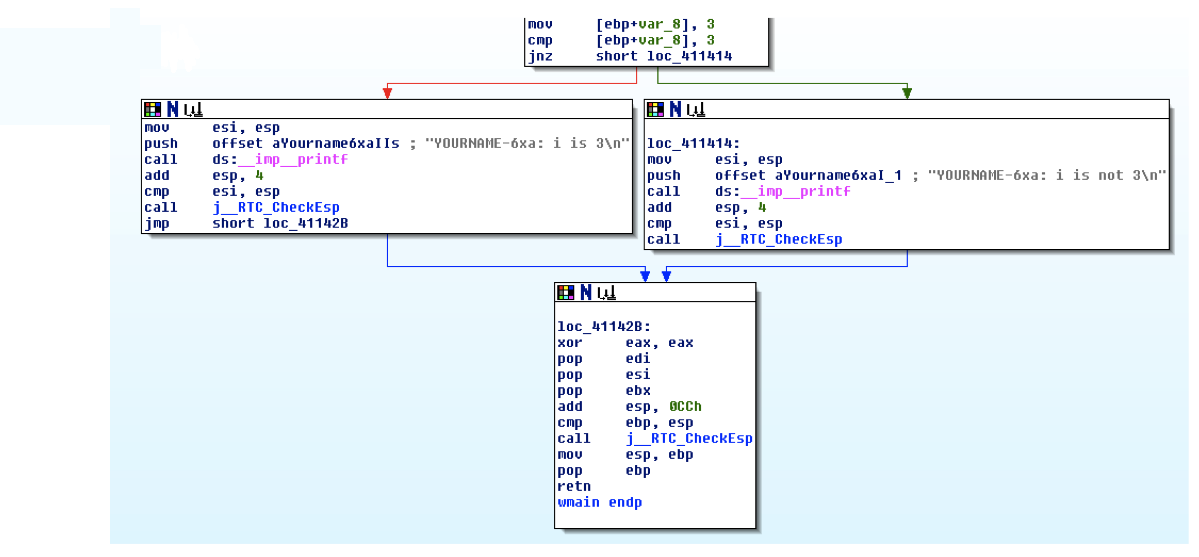 mov [ebp+var_8], 3
cmp [ebp+var_8], 3
jnz short loc_411414
mov esi, esp
push offset aYourname6xaIIs ; "YOURNAME-6xa: i is 3\n"
call ds:__imp__printf
add esp, 4
cmp esi, esp
call j__RTC_CheckEsp
jmp short loc_41142B
loc_411414:
mov esi, esp
push offset aYourname6xaI_1 ; "YOURNAME-6xa: i is not 3\n"
call ds:__imp__printf
add esp, 4
cmp esi, esp
call j__RTC_CheckEsp
loc_41142B:
xor eax, eax
pop edi
pop esi
pop ebx
add esp, 0CCh
cmp ebp, esp
call j__RTC_CheckEsp
mov esp, ebp
pop ebp
retn
wmain endp